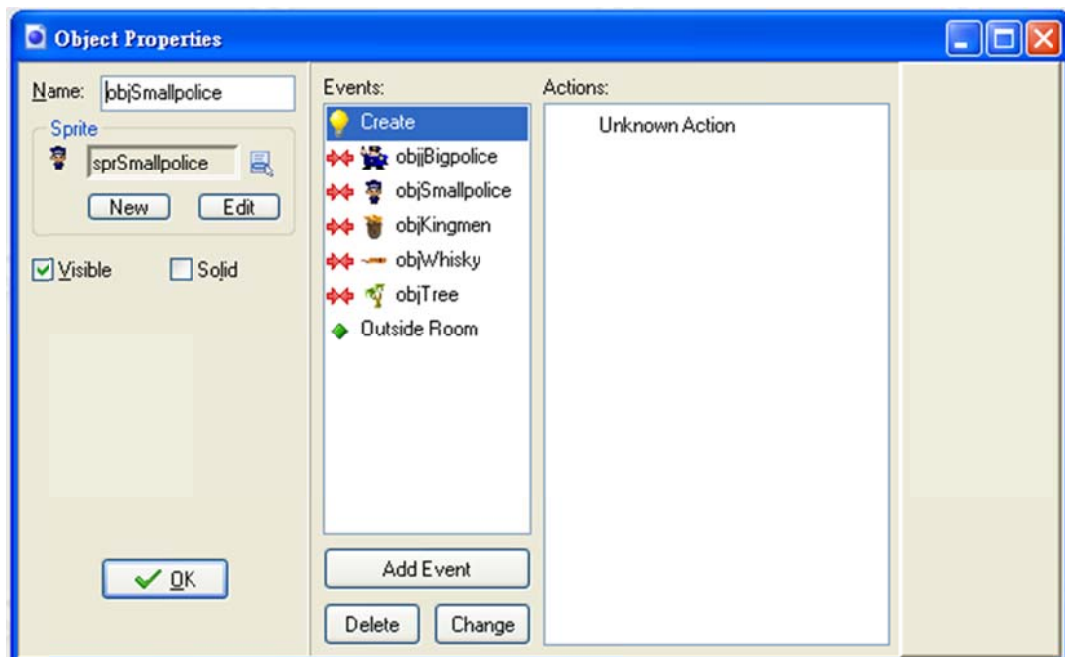 Object Properties
Name: objSmallpolice
Sprite
sprSmallpolice
New Edit
Visible Solid
OK
Events:
Create
objjBigpolice
objSmallpolice
objKingmen
objWhisky
objTree
Outside Room
Add Event
Delete Change
Actions:
Unknown Action